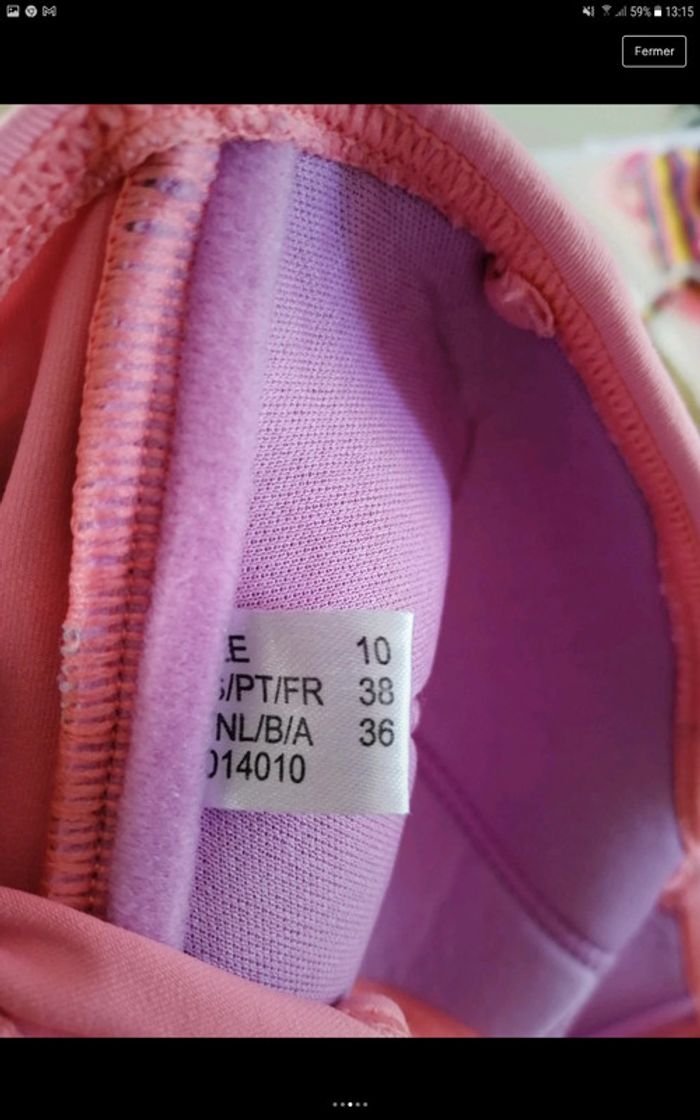 59% 13:15
Fermer
E 10
/PT/FR 38
NL/B/A 36
014010